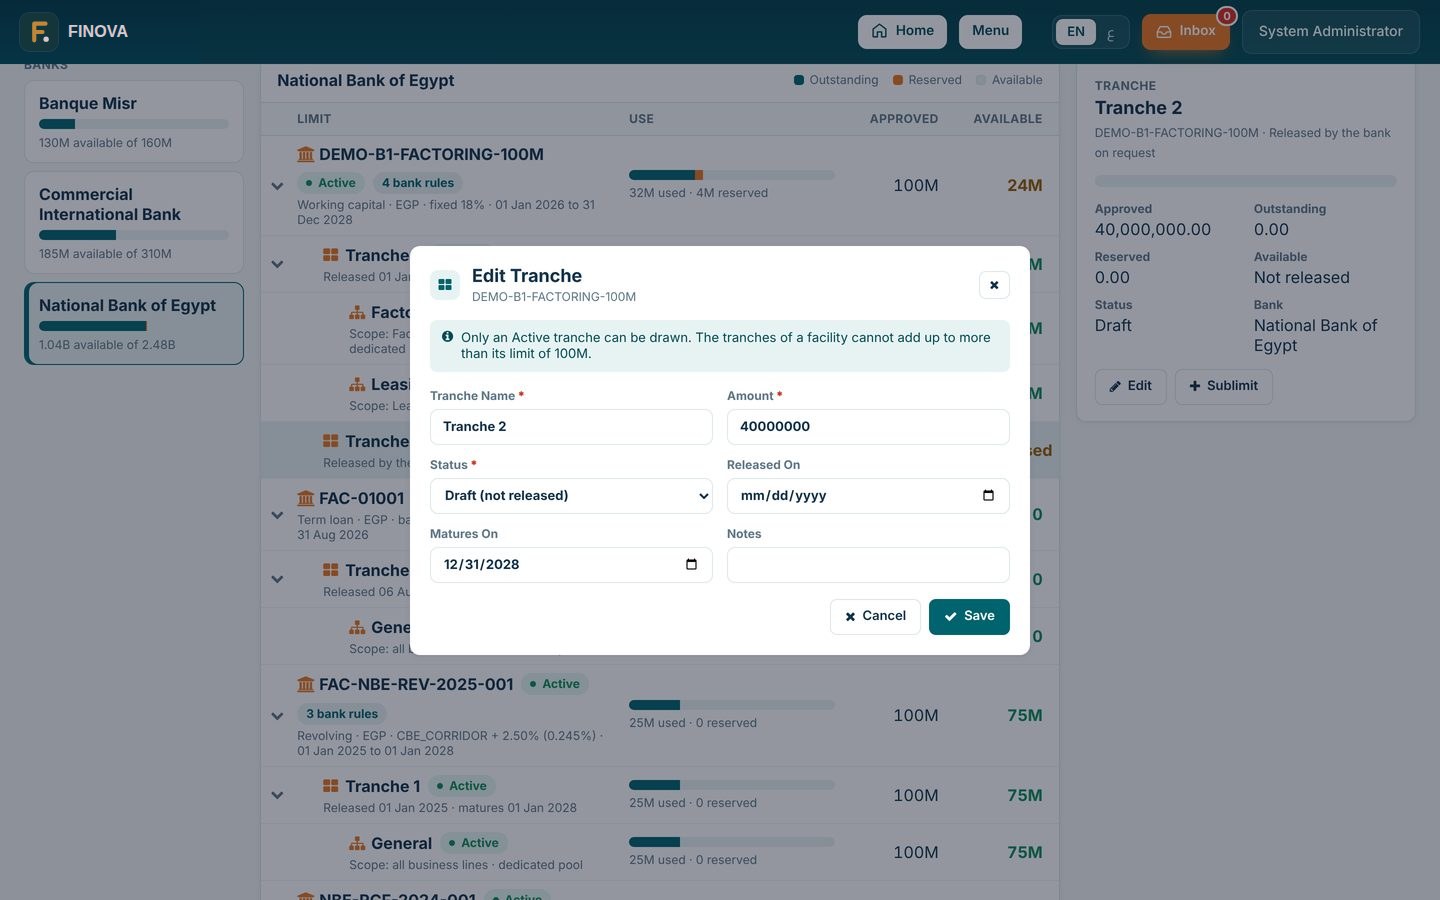 FINOVA
Home
Menu
EN
ع
Inbox
0
System Administrator
BANKS
Banque Misr
130M available of 160M
Commercial
International Bank
185M available of 310M
National Bank of Egypt
1.04B available of 2.48B
National Bank of Egypt
Outstanding
Reserved
Available
LIMIT
USE
APPROVED
AVAILABLE
DEMO-B1-FACTORING-100M
Active
4 bank rules
Working capital · EGP · fixed 18% · 01 Jan 2026 to 31
Dec 2028
32M used · 4M reserved
100M
24M
Tranche
Released 01 Ja
M
Facto
Scope: Fac
dedicated
M
Leasi
Scope: Lea
M
Tranche
Released by the
sed
FAC-01001
Term loan · EGP · ba
31 Aug 2026
0
Tranche
Released 06 Au
0
Gene
Scope: all
0
FAC-NBE-REV-2025-001
Active
3 bank rules
Revolving · EGP · CBE_CORRIDOR + 2.50% (0.245%) ·
01 Jan 2025 to 01 Jan 2028
25M used · 0 reserved
100M
75M
Tranche 1
Active
Released 01 Jan 2025 · matures 01 Jan 2028
25M used · 0 reserved
100M
75M
General
Active
Scope: all business lines · dedicated pool
25M used · 0 reserved
100M
75M
NBE-RCF-2024-001
Active
Edit Tranche
DEMO-B1-FACTORING-100M
Only an Active tranche can be drawn. The tranches of a facility cannot add up to more
than its limit of 100M.
Tranche Name *
Tranche 2
Amount *
40000000
Status *
Draft (not released)
Released On
mm/dd/yyyy
Matures On
12/31/2028
Notes
Cancel
Save
TRANCHE
Tranche 2
DEMO-B1-FACTORING-100M · Released by the bank
on request
Approved
40,000,000.00
Outstanding
0.00
Reserved
0.00
Available
Not released
Status
Draft
Bank
National Bank of
Egypt
Edit
Sublimit